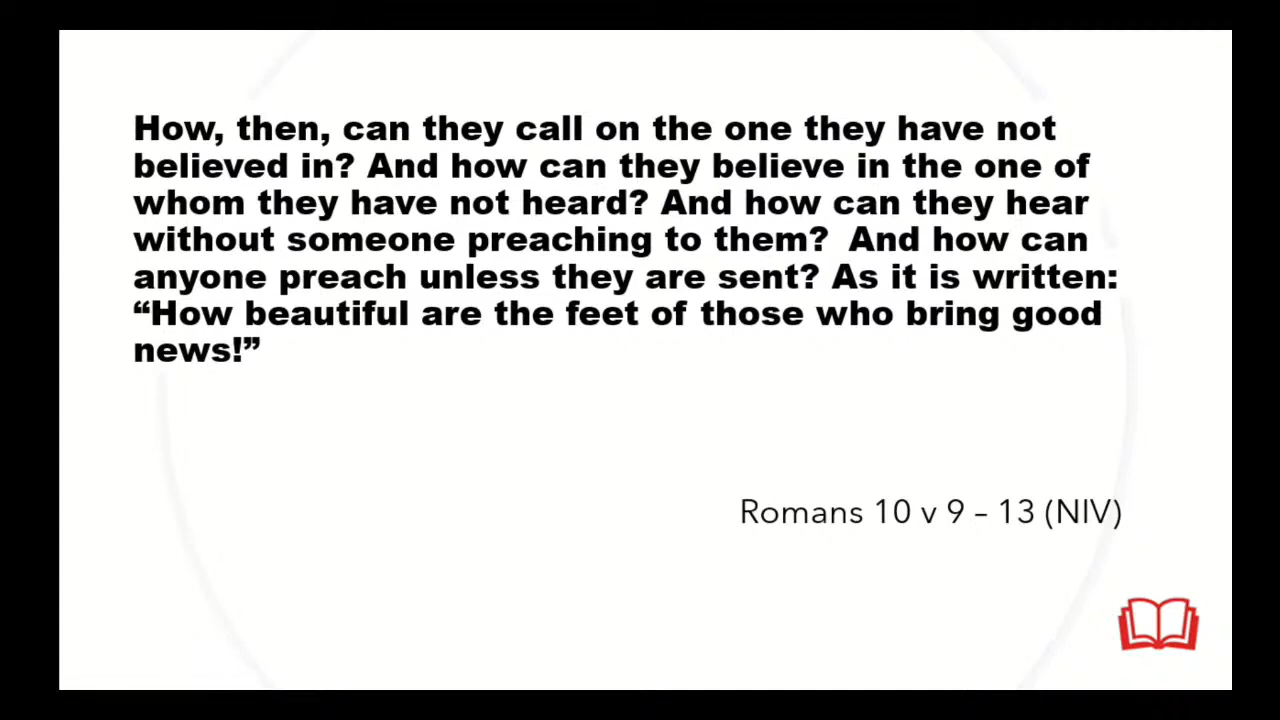 How, then, can they call on the one they have not
believed in? And how can they believe in the one of
whom they have not heard? And how can they hear
without someone preaching to them?  And how can
anyone preach unless they are sent? As it is written:
“How beautiful are the feet of those who bring good
news!”
Romans 10 v 9 – 13 (NIV)